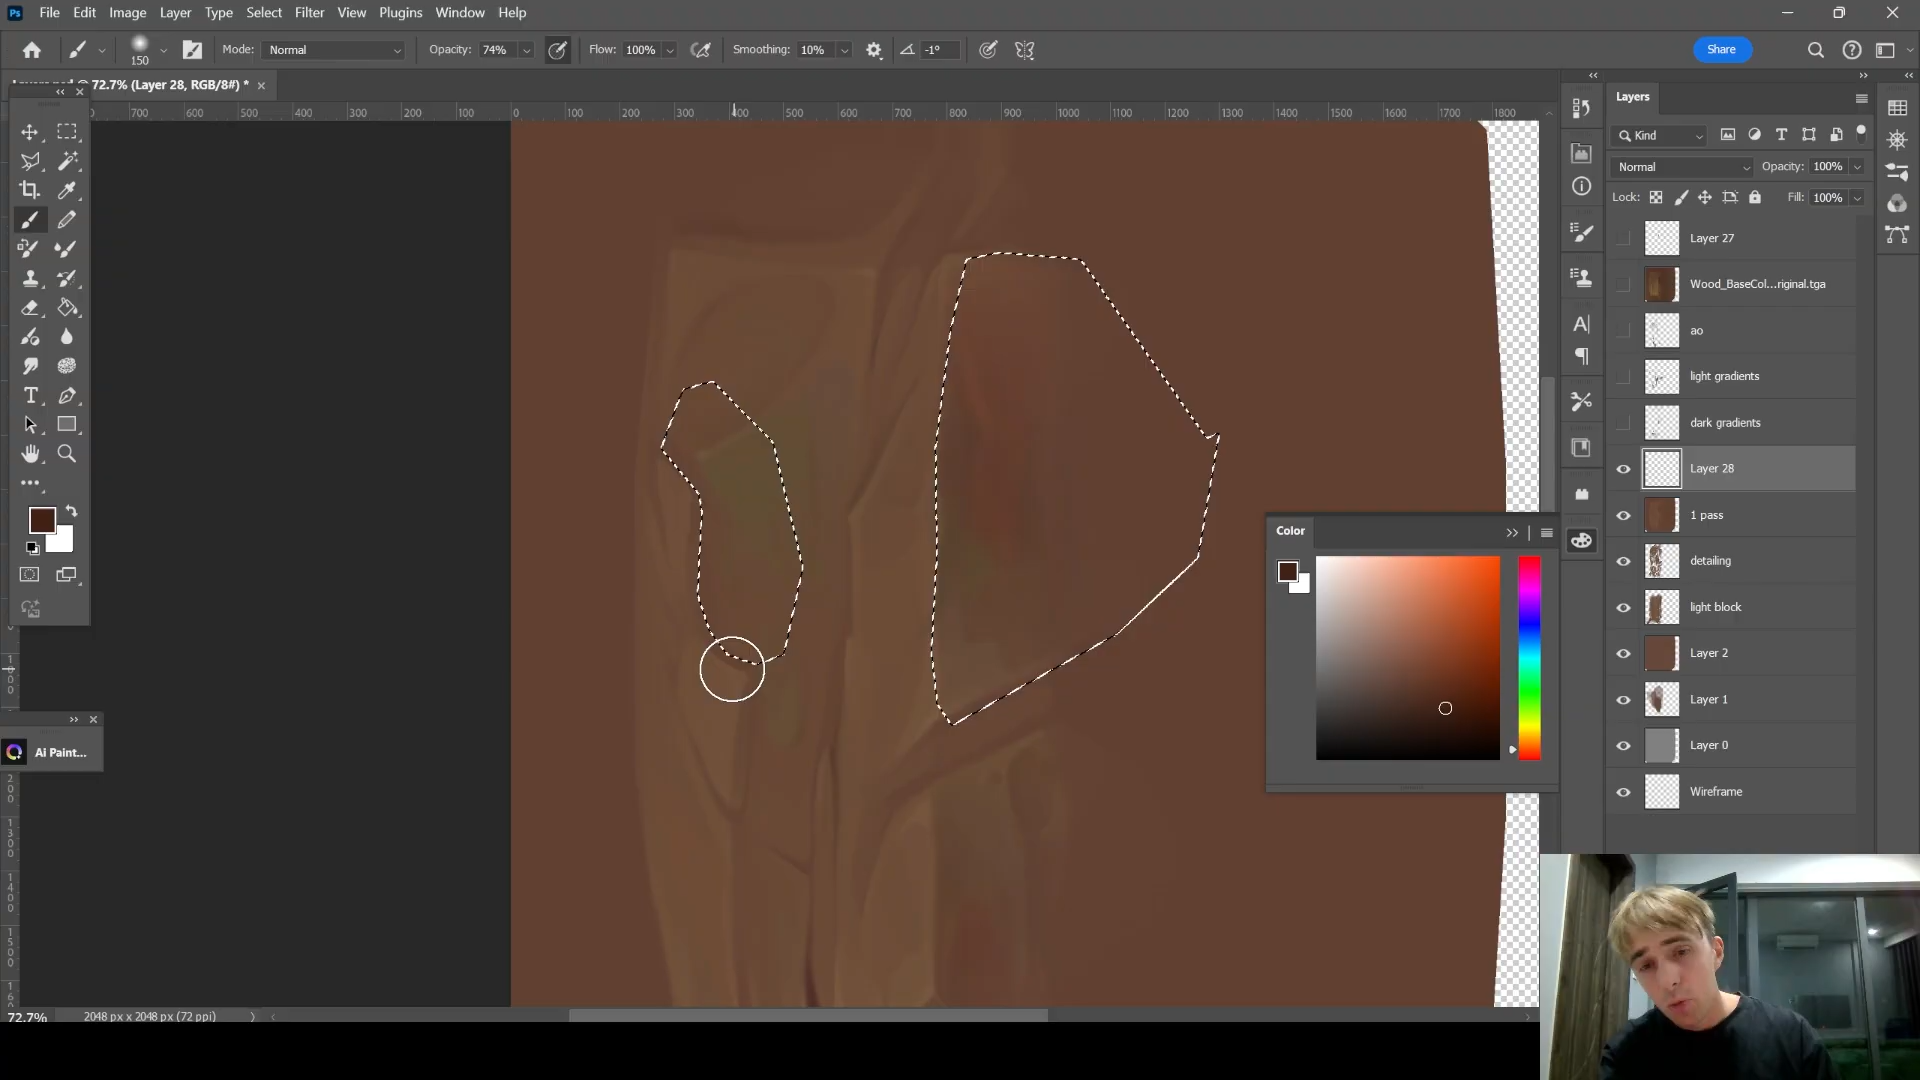 Ps File Edit Image Layer Type Select Filter View Plugins Window Help
150 Mode: Normal Opacity: 74% Flow: 100% Smoothing: 10% -1° Share
@ 72.7% (Layer 28, RGB/8#) * ×
700 600 500 400 300 200 100 0 100 200 300 400 500 600 700 800 900 1000 1100 1200 1300 1400 1500 1600 1700 1800
Layers
Kind
Normal Opacity: 100%
Lock: Fill: 100%
Layer 27
Wood_BaseCol...riginal.tga
ao
light gradients
dark gradients
Layer 28
1 pass
detailing
light block
Layer 2
Layer 1
Layer 0
Wireframe
Color
Ai Paint...
72.7% 2048 px x 2048 px (72 ppi)